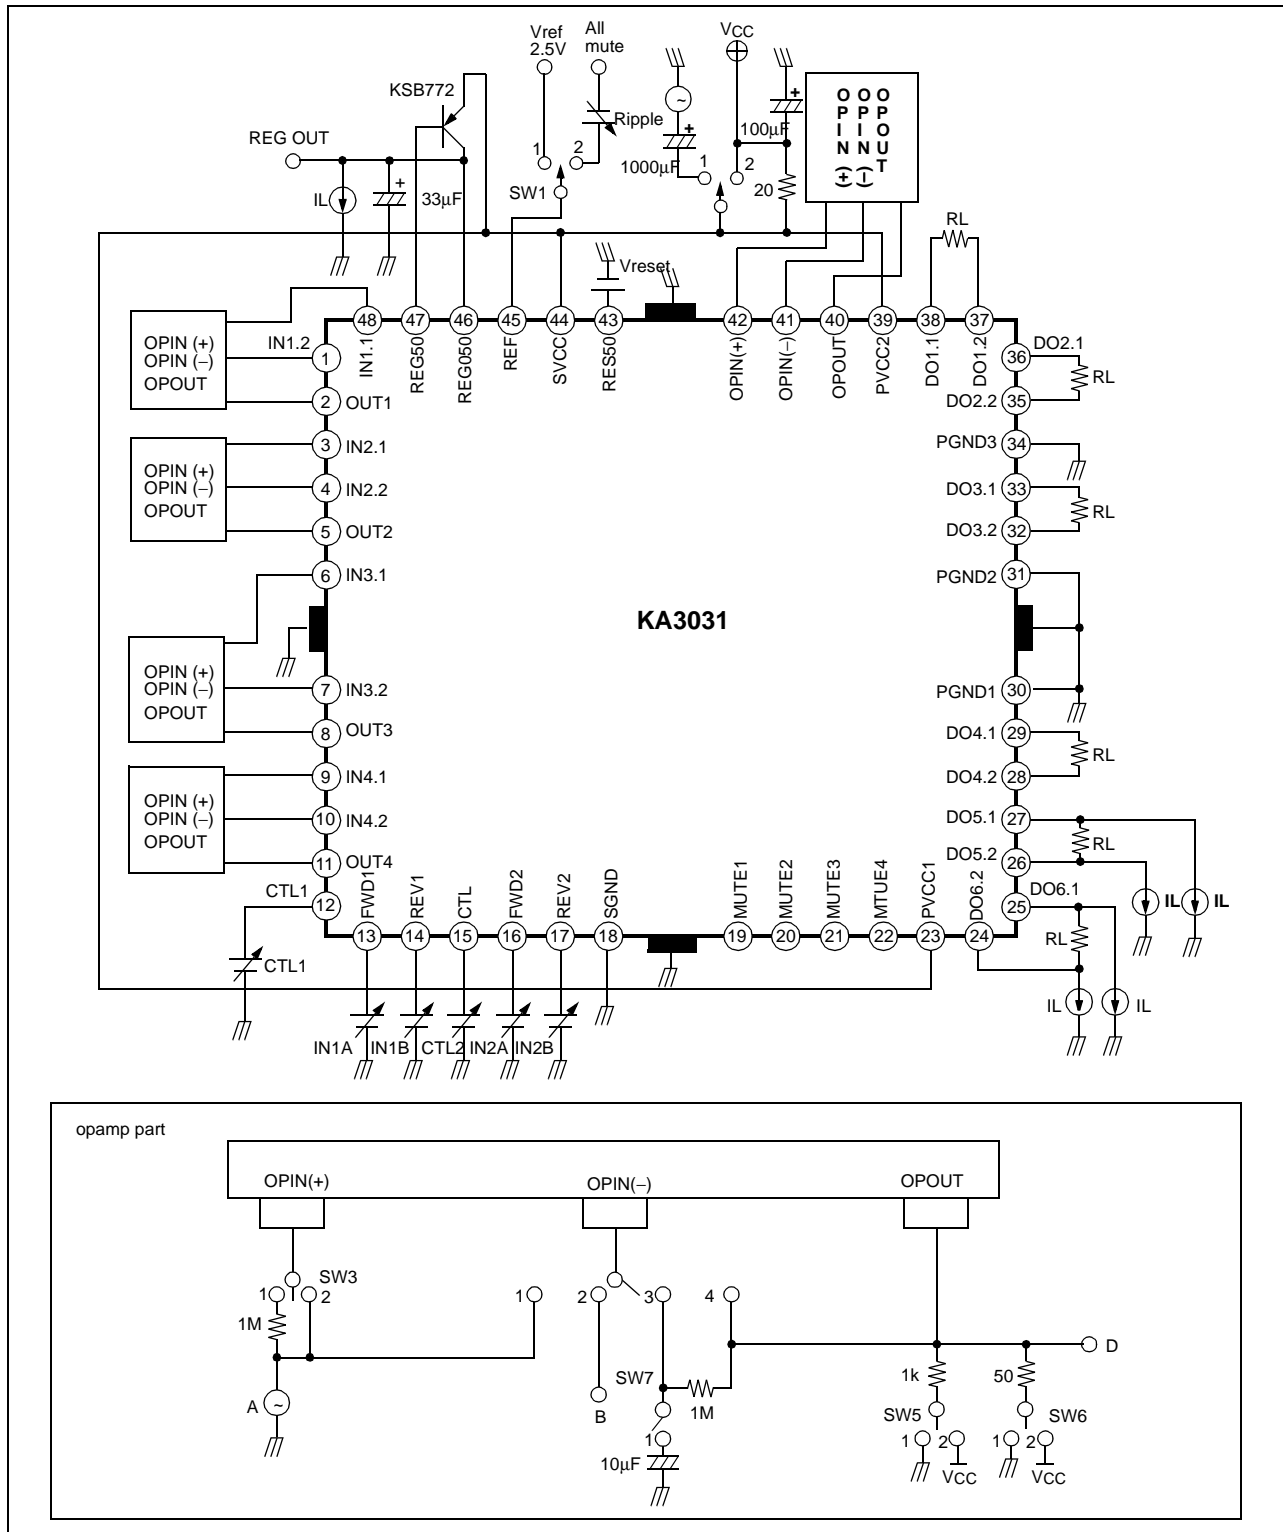 Vref
2.5V
All
mute
VCC
KSB772
Ripple
OPIN (+)
OPIN (−)
OPOUT
REG OUT
IL
+
33µF
1
2
SW1
+
1000µF
1
2
+
100µF
20
RL
Vreset
48
47
46
45
44
43
42
41
40
39
38
37
IN1.1
REG50
REG050
REF
SVCC
RES50
OPIN(+)
OPIN(−)
OPOUT
PVCC2
DO1.1
DO1.2
OPIN (+)
OPIN (−)
OPOUT
IN1.2
1
2
OUT1
OPIN (+)
OPIN (−)
OPOUT
3
IN2.1
4
IN2.2
5
OUT2
6
IN3.1
OPIN (+)
OPIN (−)
OPOUT
7
IN3.2
8
OUT3
OPIN (+)
OPIN (−)
OPOUT
9
IN4.1
10
IN4.2
11
OUT4
CTL1
12
KA3031
36
DO2.1
RL
DO2.2
35
PGND3
34
DO3.1
33
RL
DO3.2
32
PGND2
31
PGND1
30
DO4.1
29
RL
DO4.2
28
DO5.1
27
RL
DO5.2
26
IL
IL
25
DO6.1
RL
IL
IL
FWD1
REV1
CTL
FWD2
REV2
SGND
MUTE1
MUTE2
MUTE3
MTUE4
PVCC1
DO6.2
13
14
15
16
17
18
19
20
21
22
23
24
CTL1
IN1A
IN1B
CTL2
IN2A
IN2B
opamp part
OPIN(+)
OPIN(−)
OPOUT
SW3
1
2
1
2
3
4
1M
A
B
SW7
1M
1
10µF
D
1k
50
SW5
SW6
1
2
1
2
VCC
VCC